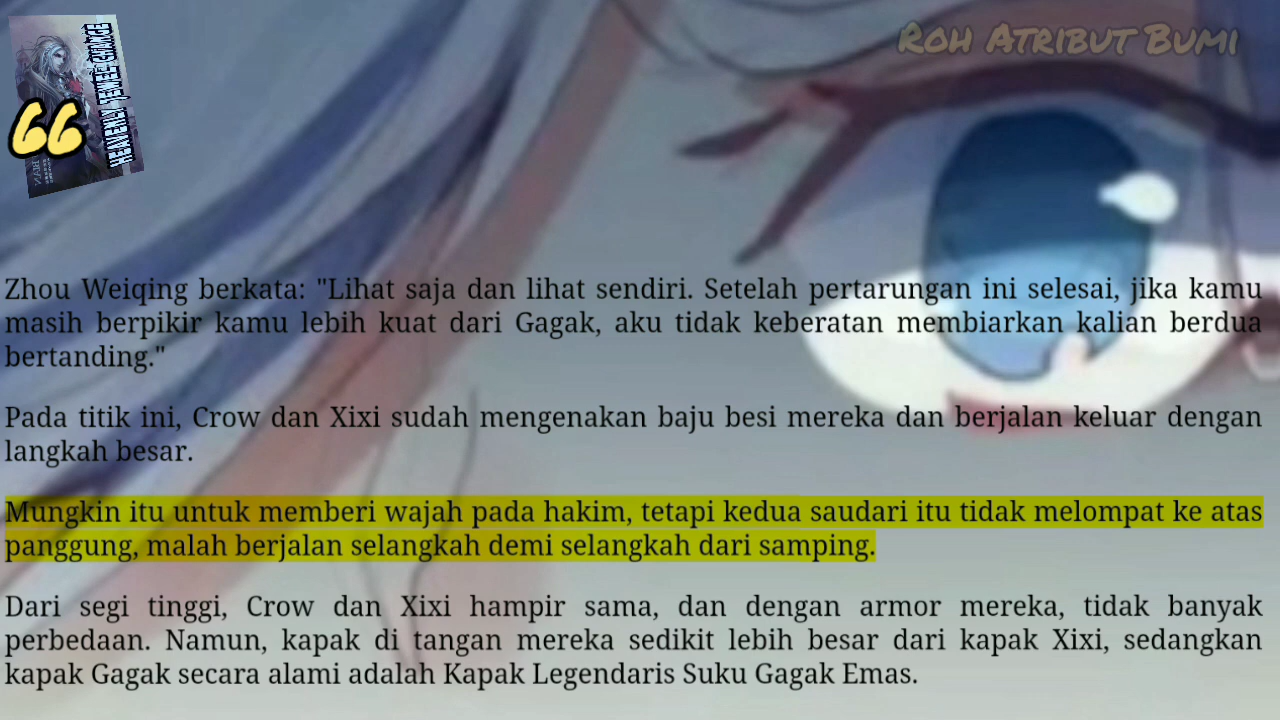 Roh Atribut Bumi
HEAVENLY JEWEL CHANGE
66
Zhou Weiqing berkata: "Lihat saja dan lihat sendiri. Setelah pertarungan ini selesai, jika kamu
masih berpikir kamu lebih kuat dari Gagak, aku tidak keberatan membiarkan kalian berdua
bertanding."
Pada titik ini, Crow dan Xixi sudah mengenakan baju besi mereka dan berjalan keluar dengan
langkah besar.
Mungkin itu untuk memberi wajah pada hakim, tetapi kedua saudari itu tidak melompat ke atas
panggung, malah berjalan selangkah demi selangkah dari samping.
Dari segi tinggi, Crow dan Xixi hampir sama, dan dengan armor mereka, tidak banyak
perbedaan. Namun, kapak di tangan mereka sedikit lebih besar dari kapak Xixi, sedangkan
kapak Gagak secara alami adalah Kapak Legendaris Suku Gagak Emas.